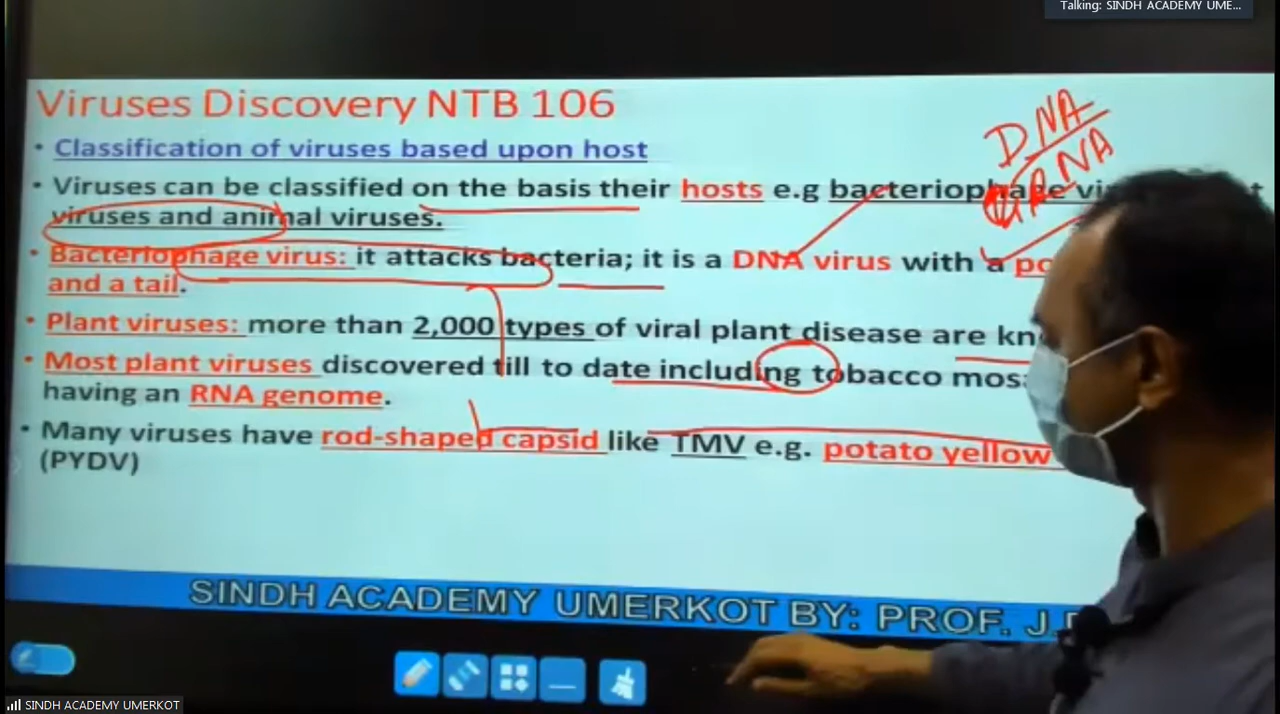 Talking: SINDH ACADEMY UME...
Viruses Discovery NTB 106
DNA
RNA
• Classification of viruses based upon host
• Viruses can be classified on the basis their hosts e.g bacteriophage
viruses and animal viruses.
• Bacteriophage virus: it attacks bacteria; it is a DNA virus with a
and a tail.
• Plant viruses: more than 2,000 types of viral plant disease are
• Most plant viruses discovered till to date including tobacco
having an RNA genome.
• Many viruses have rod-shaped capsid like TMV e.g. potato yellow
(PYDV)
SINDH ACADEMY UMERKOT BY: PROF. J.
SINDH ACADEMY UMERKOT